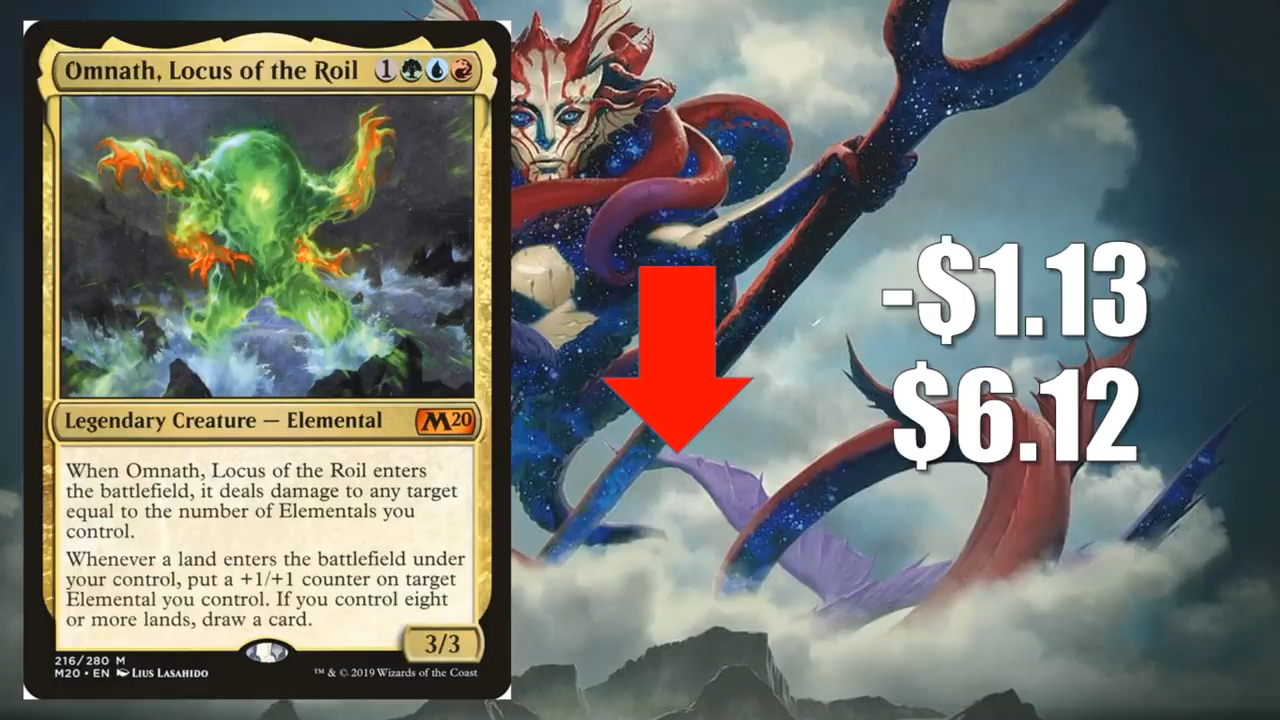 Omnath, Locus of the Roil 1
Legendary Creature — Elemental M20
When Omnath, Locus of the Roil enters
the battlefield, it deals damage to any target
equal to the number of Elementals you
control.
Whenever a land enters the battlefield under
your control, put a +1/+1 counter on target
Elemental you control. If you control eight
or more lands, draw a card.
3/3
216/280 M
M20 • EN Lius Lasahido
™ & © 2019 Wizards of the Coast
-$1.13
$6.12